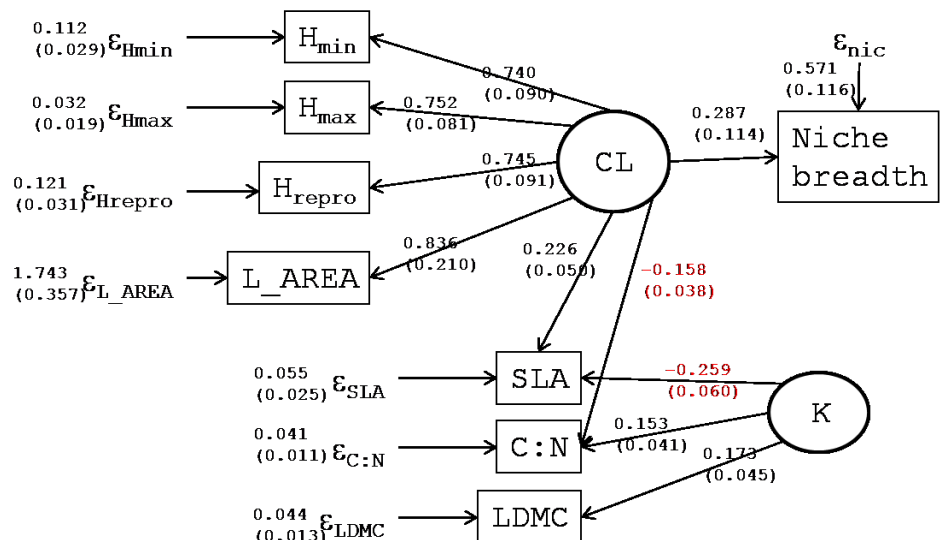 0.112
(0.029) εHmin
Hmin
0.740
(0.090)
εnic
0.571
(0.116)
0.032
(0.019) εHmax
Hmax
0.752
(0.081)
CL
0.287
(0.114)
Niche
breadth
0.121
(0.031) εHrepro
Hrepro
0.745
(0.091)
1.743
(0.357) εL_AREA
L_AREA
0.836
(0.210)
0.226
(0.050)
-0.158
(0.038)
0.055
(0.025) εSLA
SLA
-0.259
(0.060)
K
0.041
(0.011) εC:N
C:N
0.153
(0.041)
0.173
(0.045)
0.044
(0.013) εLDMC
LDMC